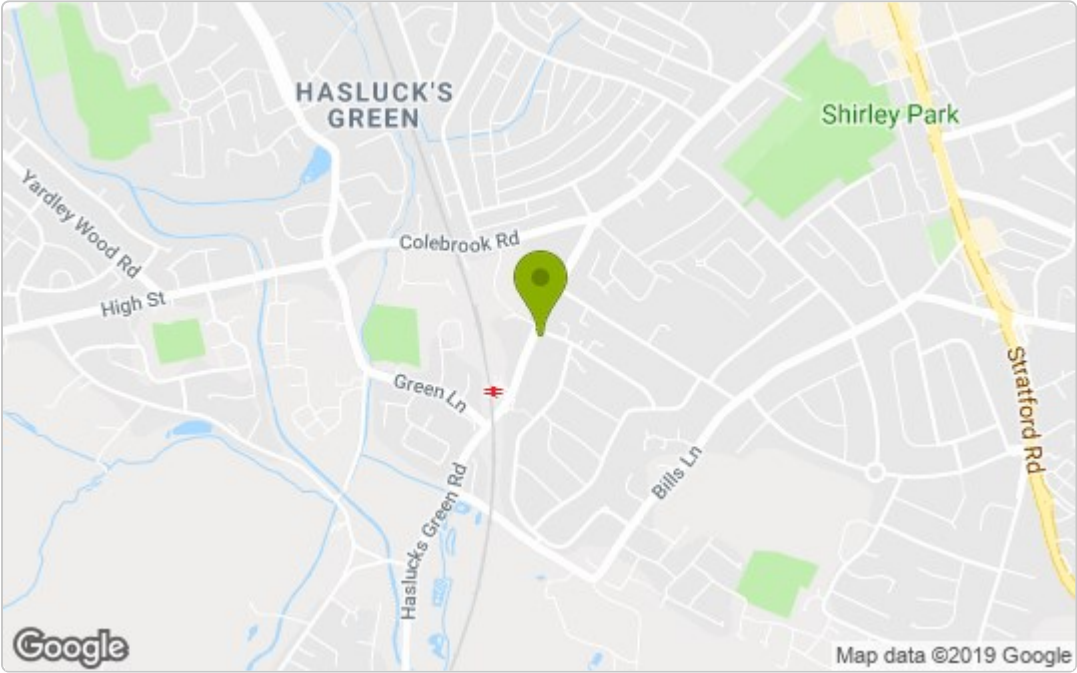 HASLUCK'S
GREEN
Shirley Park
Yardley Wood Rd
Colebrook Rd
High St
Green Ln
Stratford Rd
Bills Ln
Haslucks Green Rd
Google
Map data ©2019 Google